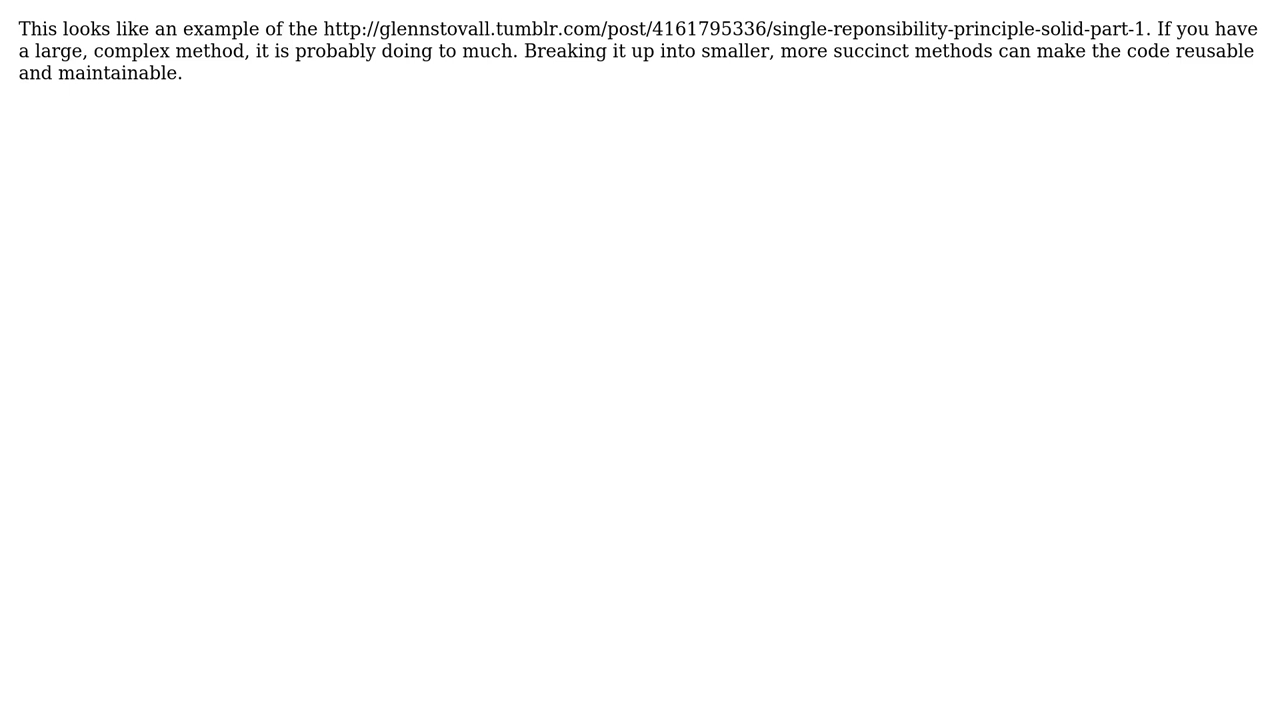 This looks like an example of the http://glennstovall.tumblr.com/post/4161795336/single-reponsibility-principle-solid-part-1. If you have
a large, complex method, it is probably doing to much. Breaking it up into smaller, more succinct methods can make the code reusable
and maintainable.